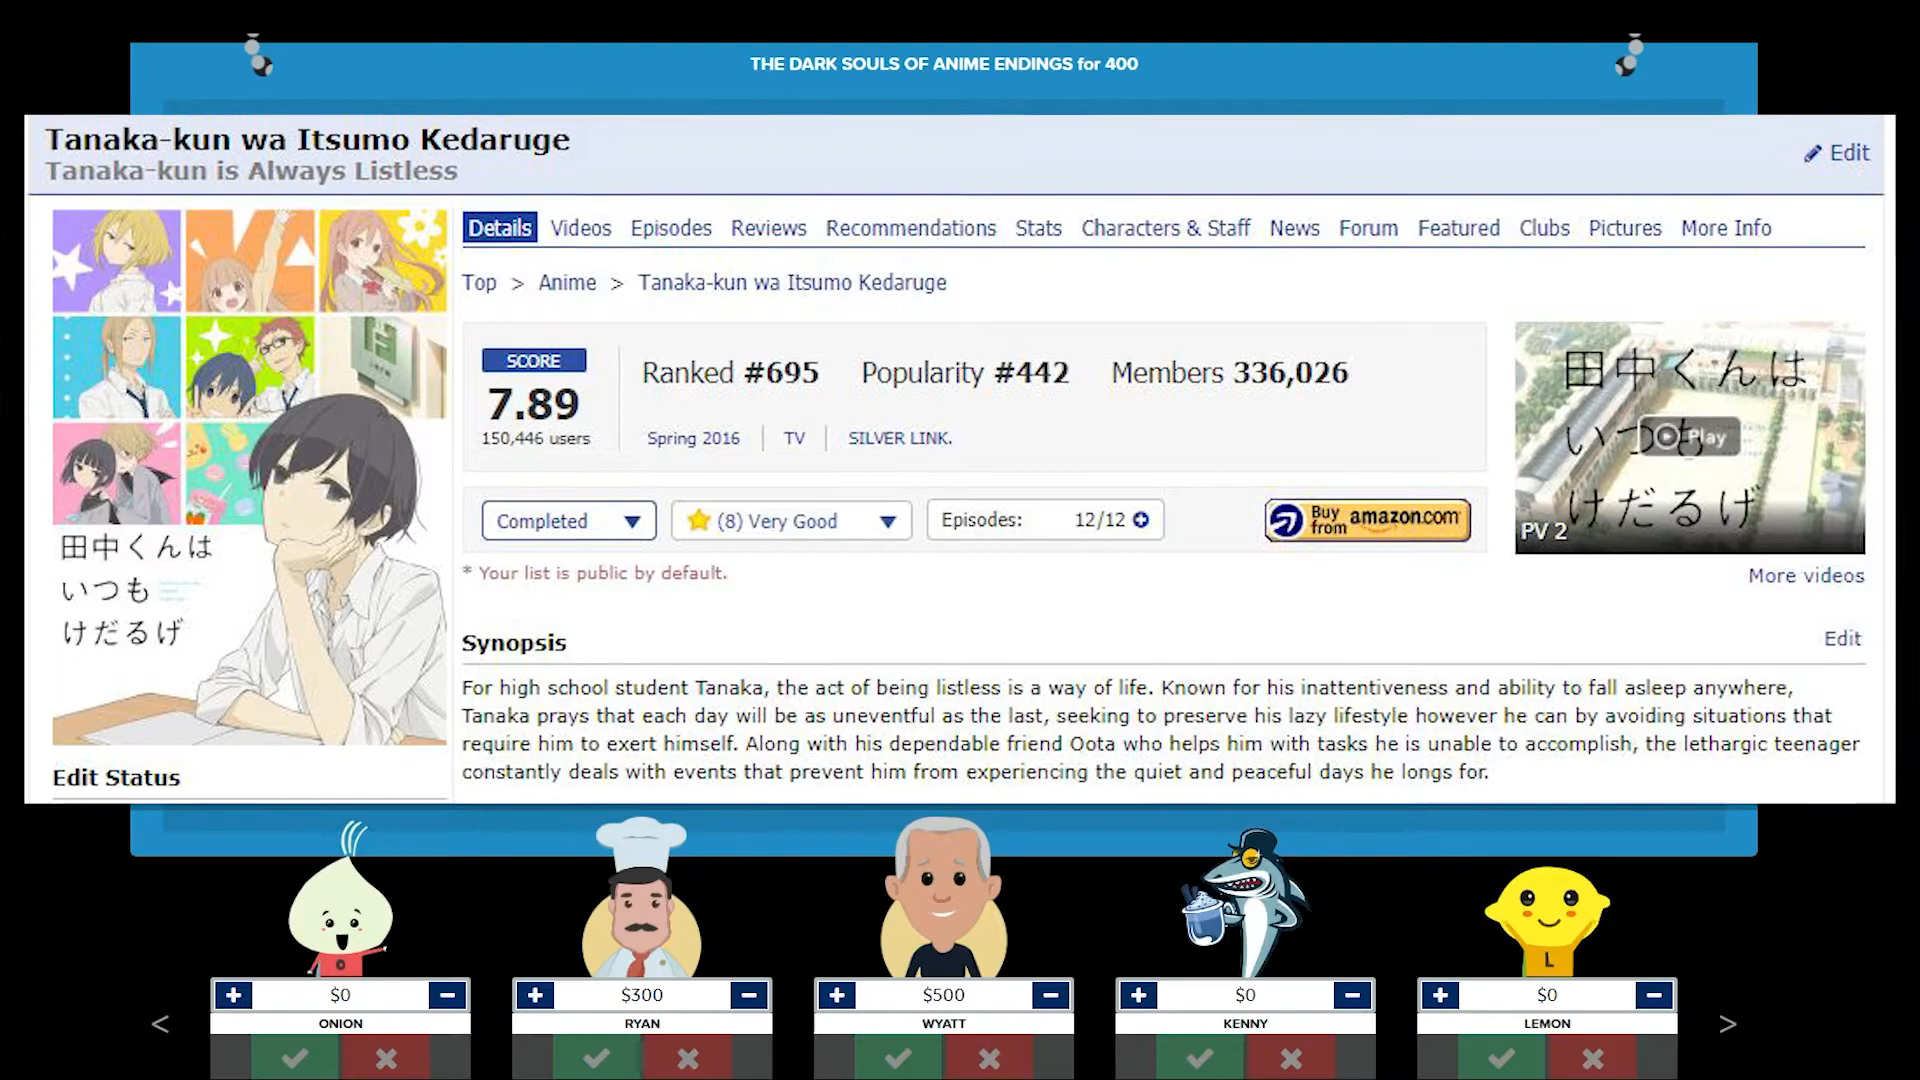 THE DARK SOULS OF ANIME ENDINGS for 400
Tanaka-kun wa Itsumo Kedaruge
Tanaka-kun is Always Listless
Edit
Details Videos Episodes Reviews Recommendations Stats Characters & Staff News Forum Featured Clubs Pictures More Info
Top > Anime > Tanaka-kun wa Itsumo Kedaruge
SCORE
7.89
150,446 users
Ranked #695 Popularity #442 Members 336,026
Spring 2016 TV SILVER LINK.
田中くんは
いつも
けだるげ
Play
PV 2
Completed (8) Very Good Episodes: 12/12
Buy from amazon.com
* Your list is public by default.
More videos
田中くんは
いつも
けだるげ
Synopsis
Edit
For high school student Tanaka, the act of being listless is a way of life. Known for his inattentiveness and ability to fall asleep anywhere,
Tanaka prays that each day will be as uneventful as the last, seeking to preserve his lazy lifestyle however he can by avoiding situations that
require him to exert himself. Along with his dependable friend Oota who helps him with tasks he is unable to accomplish, the lethargic teenager
constantly deals with events that prevent him from experiencing the quiet and peaceful days he longs for.
Edit Status
L
$0 $300 $500 $0 $0
ONION RYAN WYATT KENNY LEMON